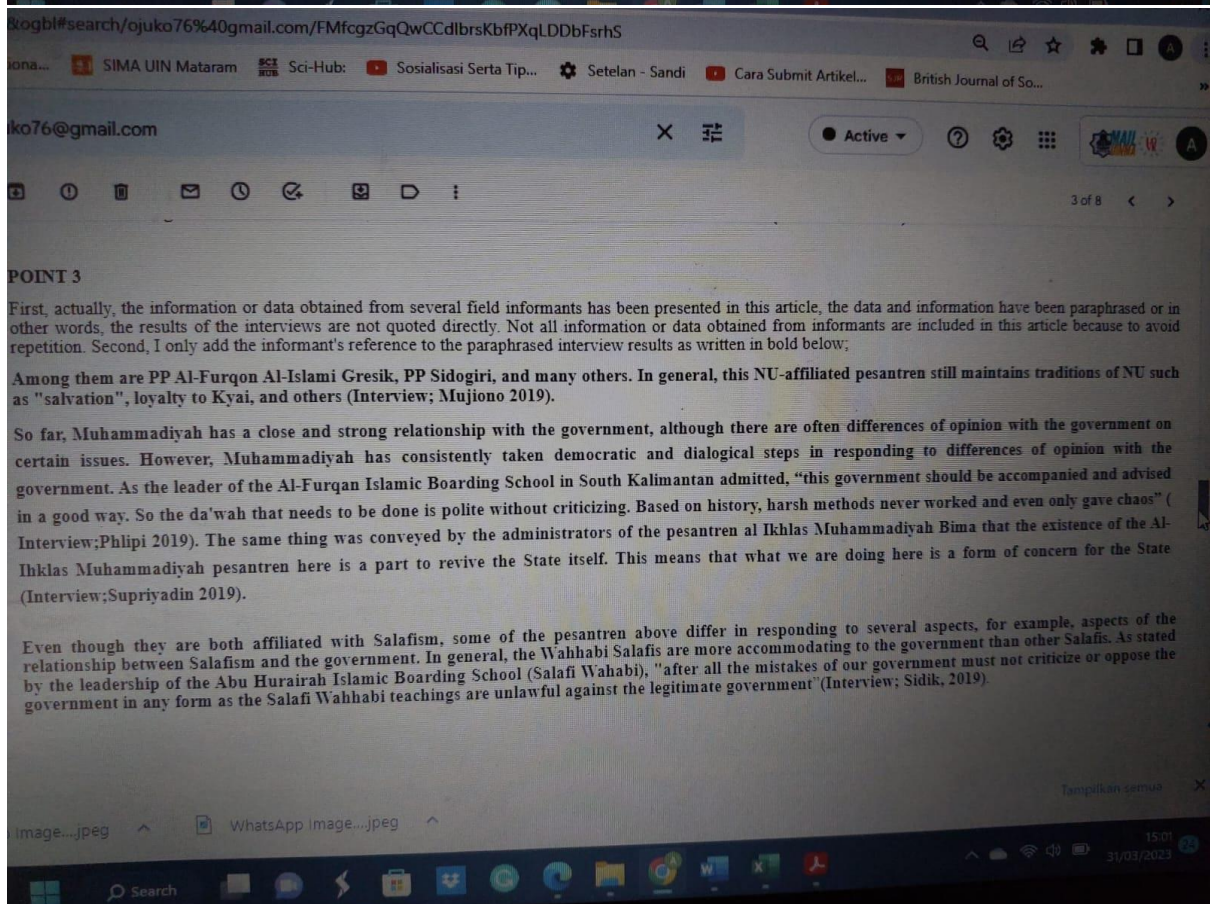 &ogbl#search/ojuko76%40gmail.com/FMfcgzGqQwCCdlbrsKbfPXqLDDbFsrhS
iona... SIMA UIN Mataram SCI HUB Sci-Hub: Sosialisasi Serta Tip... Setelan - Sandi Cara Submit Artikel... British Journal of So...
ko76@gmail.com Active A
3 of 8
POINT 3
First, actually, the information or data obtained from several field informants has been presented in this article, the data and information have been paraphrased or in
other words, the results of the interviews are not quoted directly. Not all information or data obtained from informants are included in this article because to avoid
repetition. Second, I only add the informant's reference to the paraphrased interview results as written in bold below;
Among them are PP Al-Furqon Al-Islami Gresik, PP Sidogiri, and many others. In general, this NU-affiliated pesantren still maintains traditions of NU such
as "salvation", loyalty to Kyai, and others (Interview; Mujiono 2019).
So far, Muhammadiyah has a close and strong relationship with the government, although there are often differences of opinion with the government on
certain issues. However, Muhammadiyah has consistently taken democratic and dialogical steps in responding to differences of opinion with the
government. As the leader of the Al-Furqan Islamic Boarding School in South Kalimantan admitted, “this government should be accompanied and advised
in a good way. So the da'wah that needs to be done is polite without criticizing. Based on history, harsh methods never worked and even only gave chaos” (
Interview;Phlipi 2019). The same thing was conveyed by the administrators of the pesantren al Ikhlas Muhammadiyah Bima that the existence of the Al-
Ihklas Muhammadiyah pesantren here is a part to revive the State itself. This means that what we are doing here is a form of concern for the State
(Interview;Supriyadin 2019).
Even though they are both affiliated with Salafism, some of the pesantren above differ in responding to several aspects, for example, aspects of the
relationship between Salafism and the government. In general, the Wahhabi Salafis are more accommodating to the government than other Salafis. As stated
by the leadership of the Abu Hurairah Islamic Boarding School (Salafi Wahabi), "after all the mistakes of our government must not criticize or oppose the
government in any form as the Salafi Wahhabi teachings are unlawful against the legitimate government"(Interview; Sidik, 2019).
Tampilkan semua
Image....jpeg WhatsApp Image....jpeg
15:01
Search 31/03/2023 24